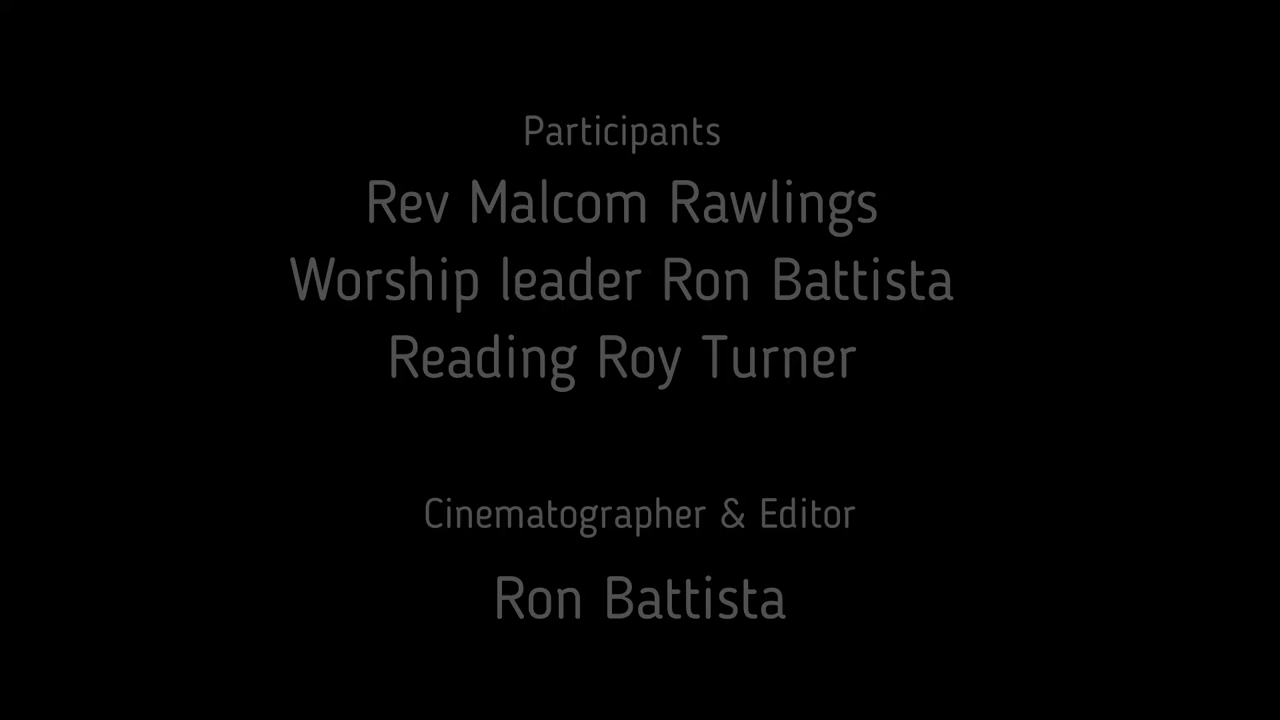 Participants
Rev Malcom Rawlings
Worship leader Ron Battista
Reading Roy Turner
Cinematographer & Editor
Ron Battista